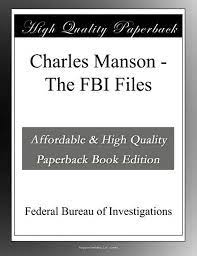 High Quality Paperback
Charles Manson -
The FBI Files
Affordable & High Quality
Paperback Book Edition
Federal Bureau of Investigations